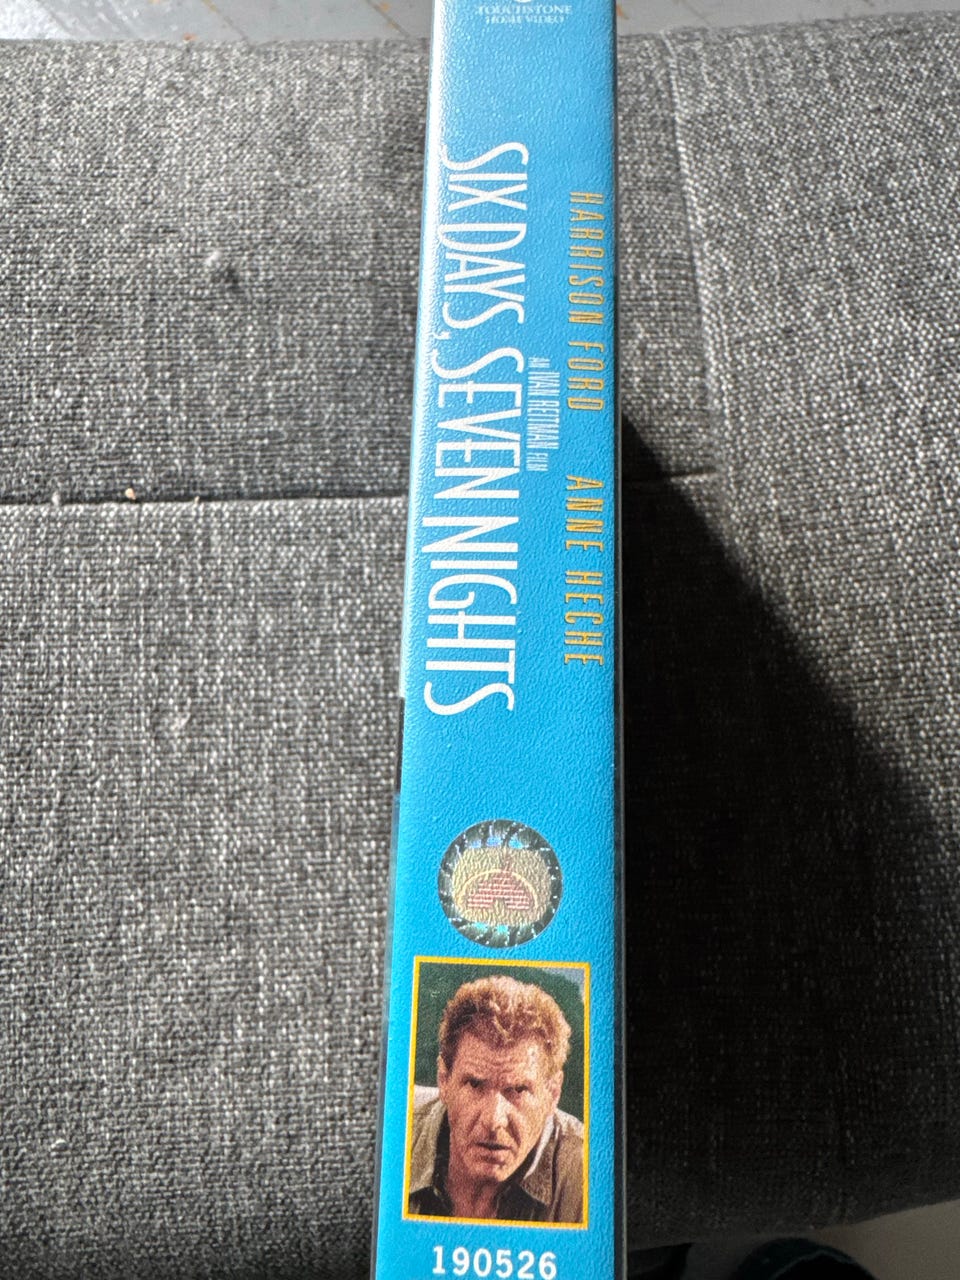 TOUCHSTONE
HOME VIDEO
HARRISON FORD ANNE HECHE
AN IVAN REITMAN FILM
SIX DAYS, SEVEN NIGHTS
190526